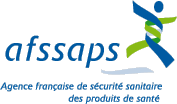 afssaps
Agence française de sécurité sanitaire
des produits de santé